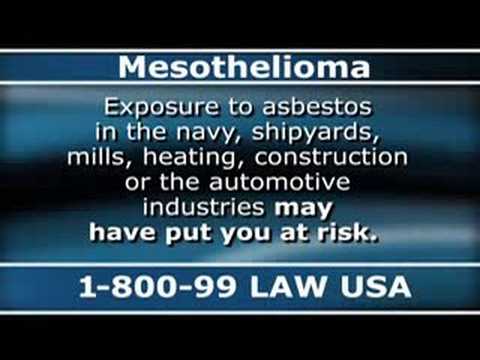 Mesothelioma
Exposure to asbestos
in the navy, shipyards,
mills, heating, construction
or the automotive
industries may
have put you at risk.
1-800-99 LAW USA